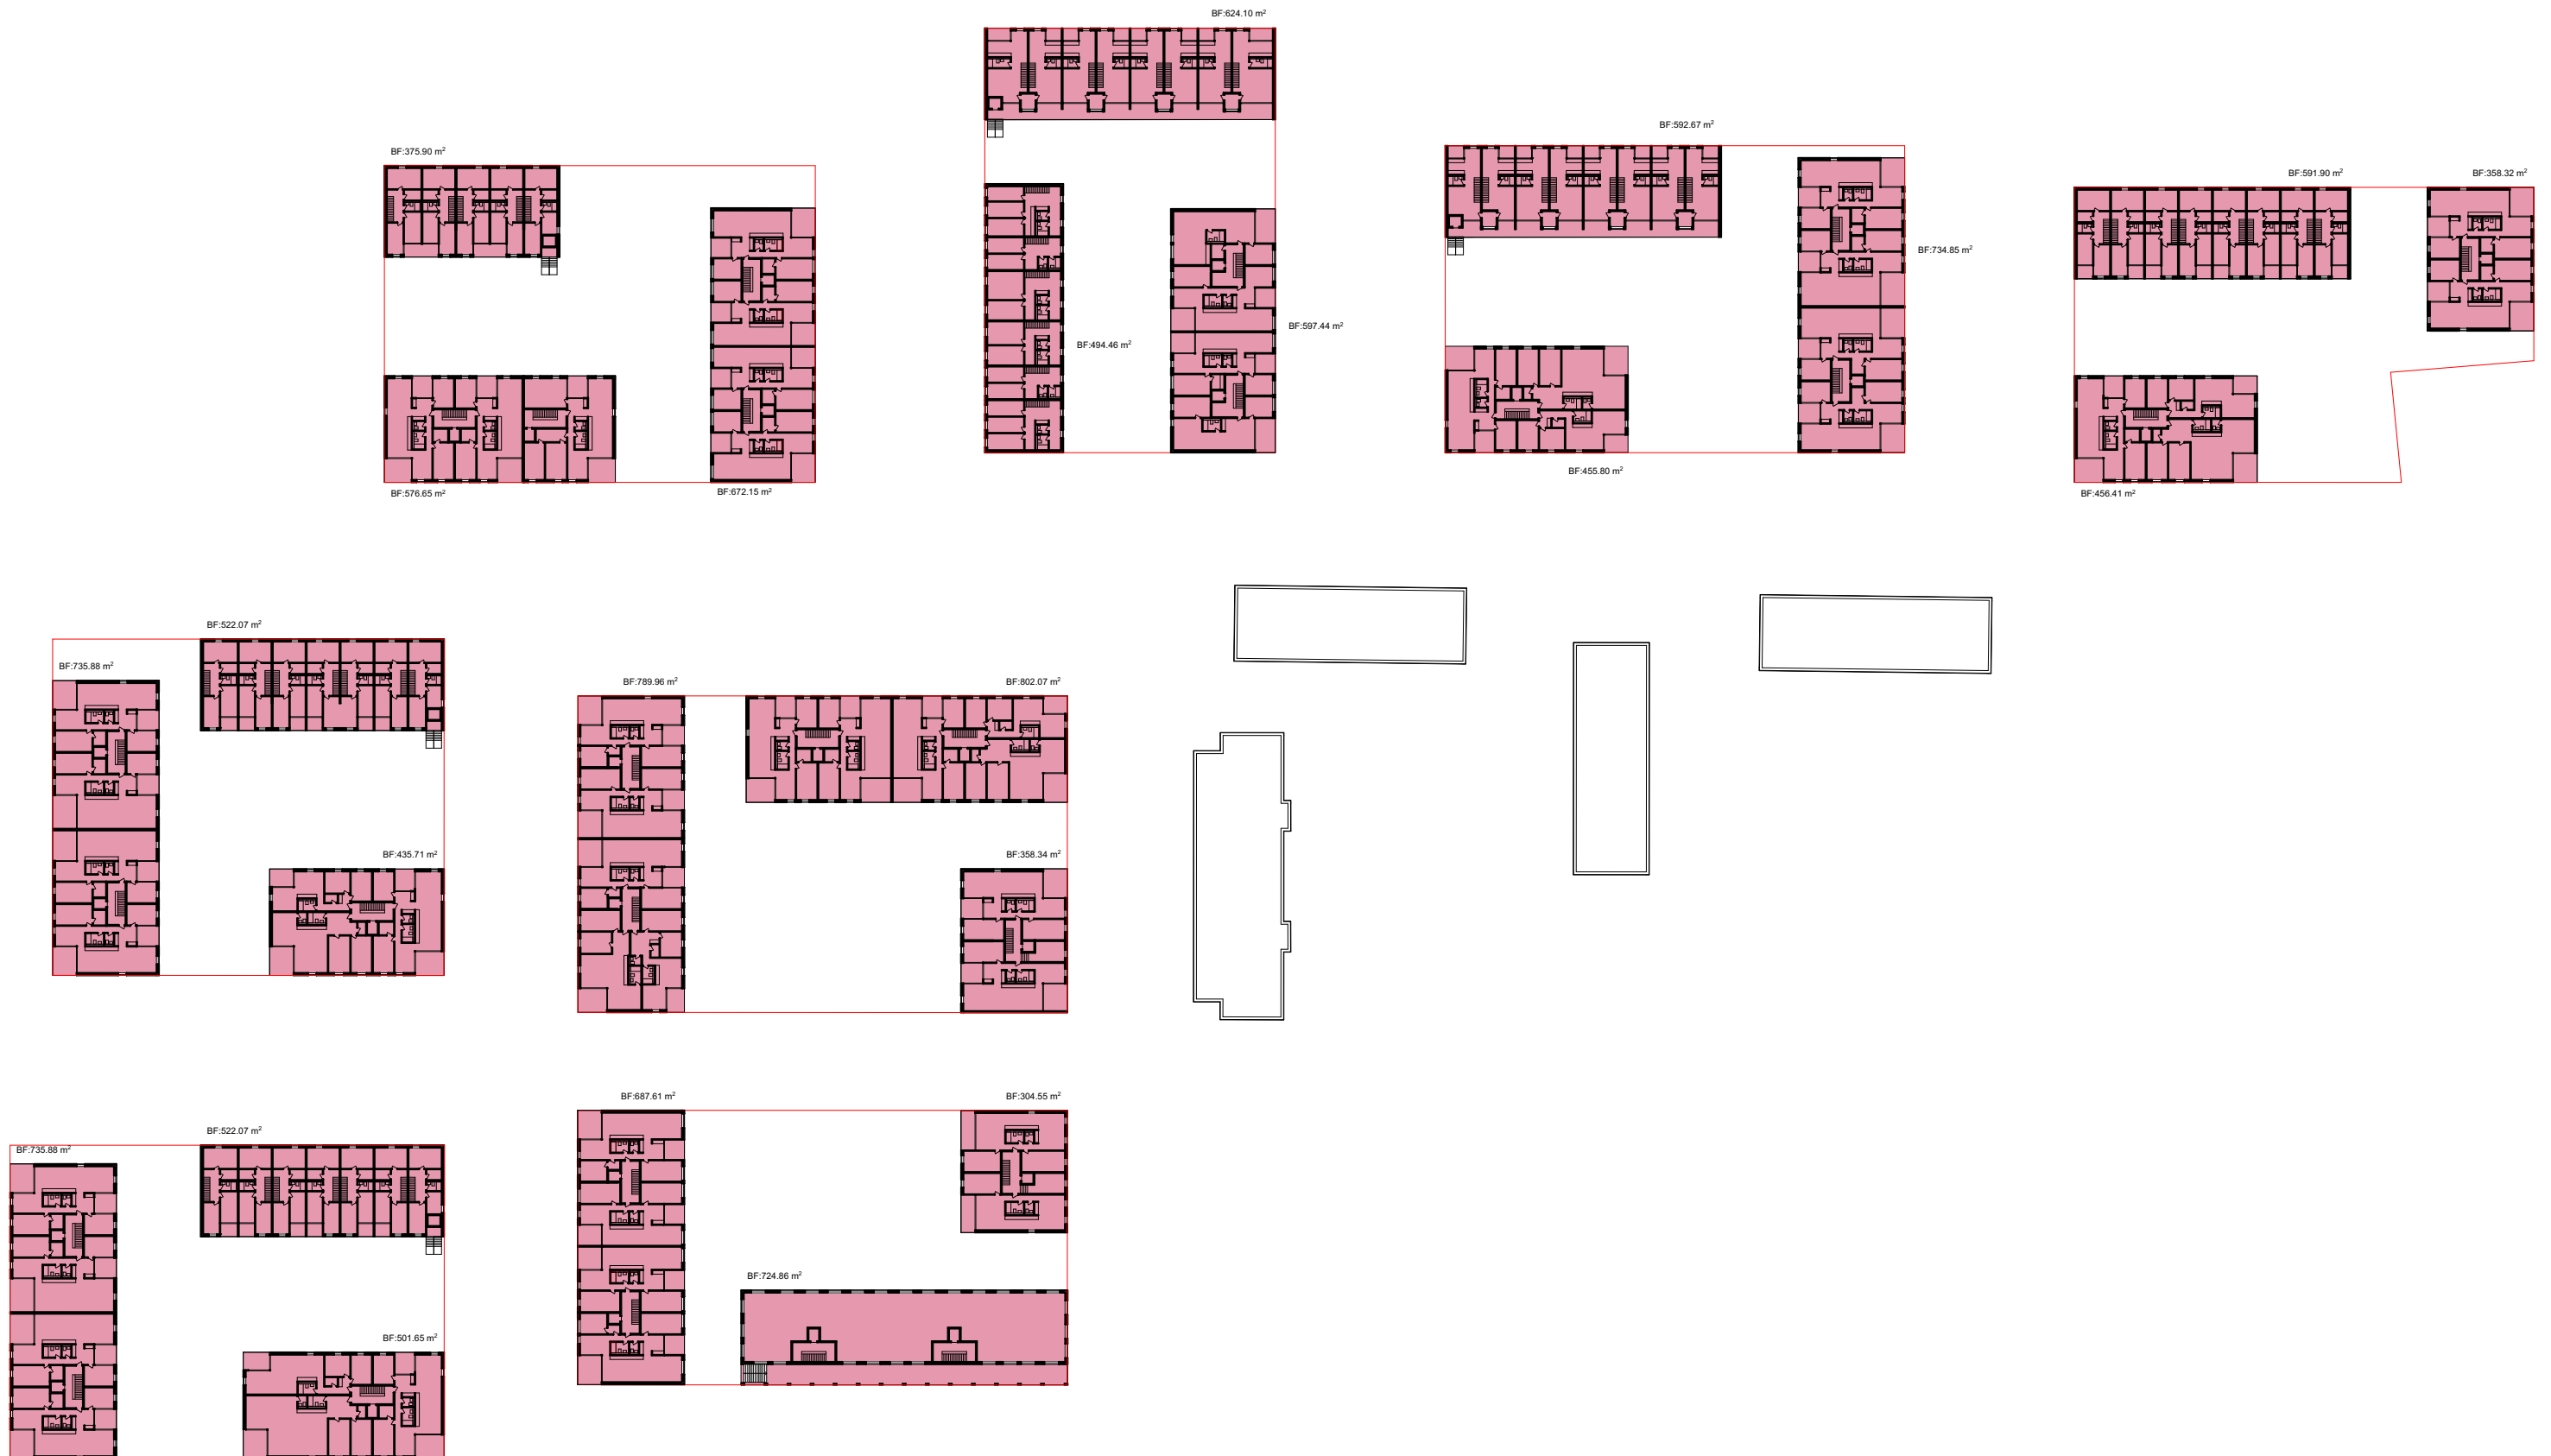 BF:624.10 m²
BF:592.67 m²
BF:375.90 m²
BF:591.90 m²
BF:358.32 m²
BF:734.85 m²
BF:597.44 m²
BF:494.46 m²
BF:455.80 m²
BF:576.65 m²
BF:672.15 m²
BF:456.41 m²
BF:522.07 m²
BF:735.88 m²
BF:789.96 m²
BF:802.07 m²
BF:435.71 m²
BF:358.34 m²
BF:687.61 m²
BF:304.55 m²
BF:522.07 m²
BF:735.88 m²
BF:724.86 m²
BF:501.65 m²